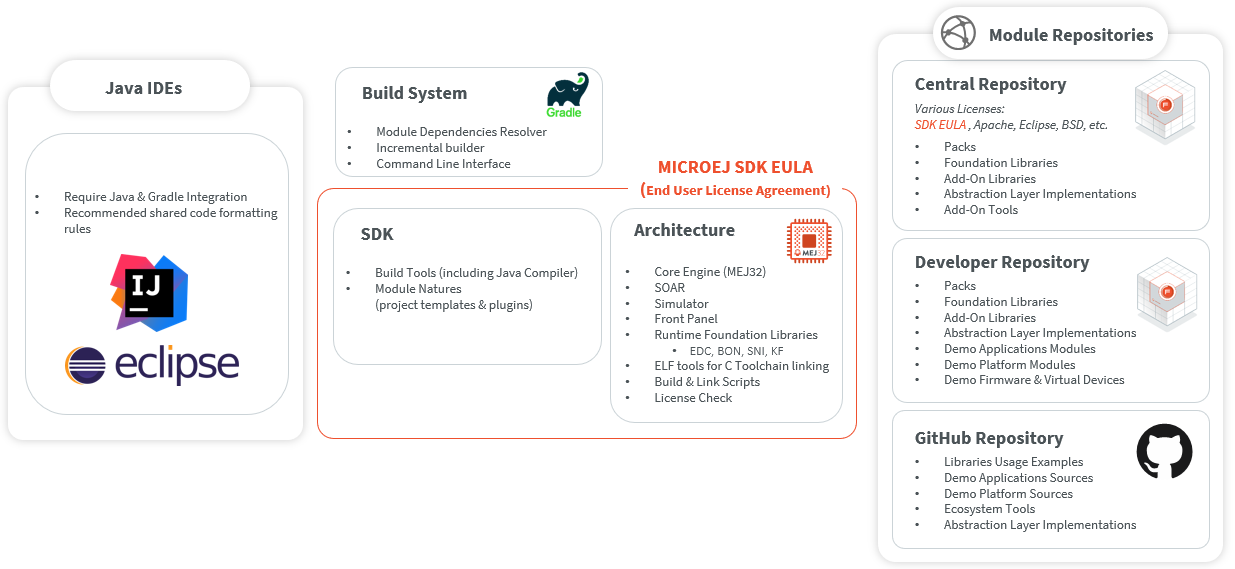 Java IDEs
• Require Java & Gradle Integration
• Recommended shared code formatting
rules
IJ
eclipse
Build System
Gradle
• Module Dependencies Resolver
• Incremental builder
• Command Line Interface
MICROEJ SDK EULA
(End User License Agreement)
SDK
• Build Tools (including Java Compiler)
• Module Natures
(project templates & plugins)
Architecture
MEJ32
• Core Engine (MEJ32)
• SOAR
• Simulator
• Front Panel
• Runtime Foundation Libraries
• EDC, BON, SNI, KF
• ELF tools for C Toolchain linking
• Build & Link Scripts
• License Check
Module Repositories
Central Repository
Various Licenses:
SDK EULA , Apache, Eclipse, BSD, etc.
• Packs
• Foundation Libraries
• Add-On Libraries
• Abstraction Layer Implementations
• Add-On Tools
Developer Repository
• Packs
• Foundation Libraries
• Add-On Libraries
• Abstraction Layer Implementations
• Demo Applications Modules
• Demo Platform Modules
• Demo Firmware & Virtual Devices
GitHub Repository
• Libraries Usage Examples
• Demo Applications Sources
• Demo Platform Sources
• Ecosystem Tools
• Abstraction Layer Implementations